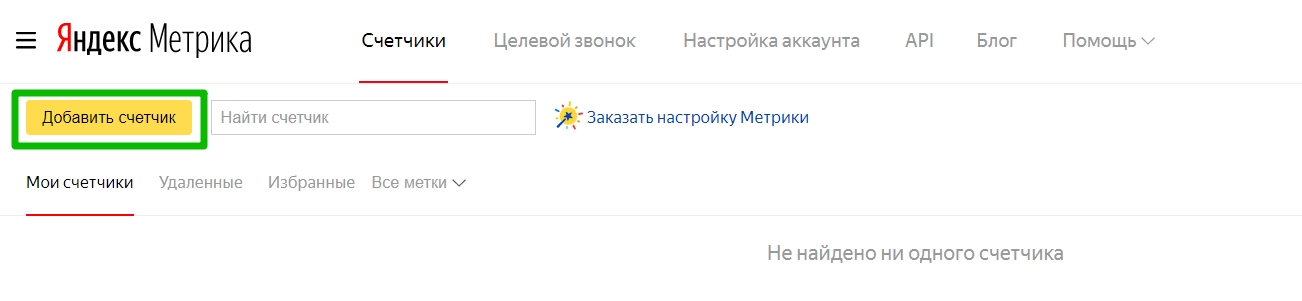 Яндекс Метрика Счетчики Целевой звонок Настройка аккаунта API Блог Помощь
Добавить счетчик Найти счетчик Заказать настройку Метрики
Мои счетчики Удаленные Избранные Все метки
Не найдено ни одного счетчика